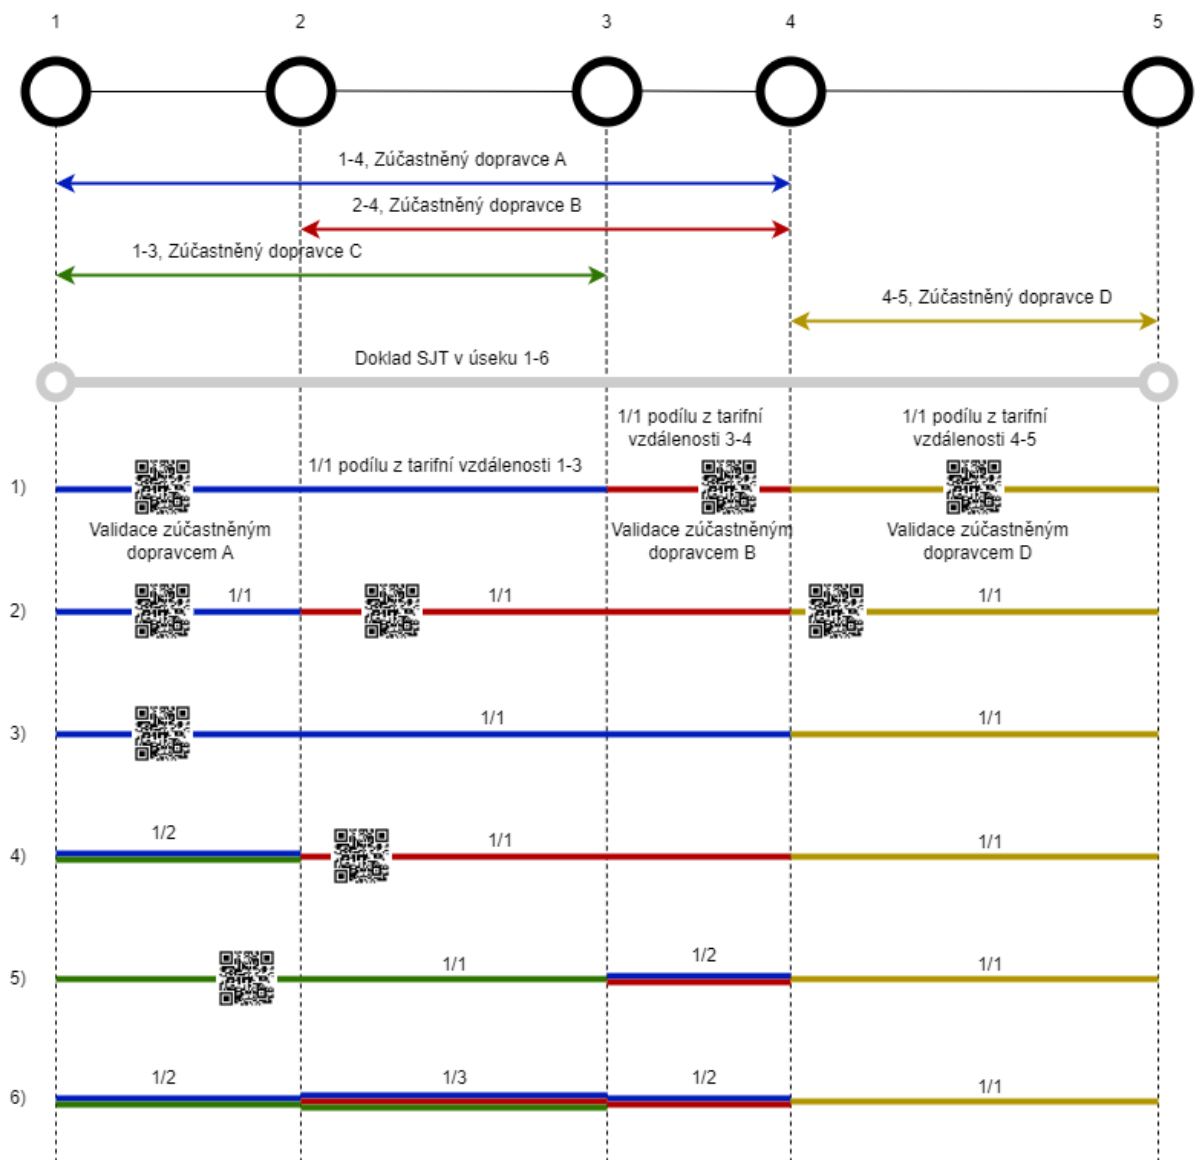 1 2 3 4 5
1-4, Zúčastněný dopravce A
2-4, Zúčastněný dopravce B
1-3, Zúčastněný dopravce C
4-5, Zúčastněný dopravce D
Doklad SJT v úseku 1-6
1/1 podílu z tarifní
vzdálenosti 3-4
1/1 podílu z tarifní
vzdálenosti 4-5
1/1 podílu z tarifní vzdálenosti 1-3
1)
Validace zúčastněným
dopravcem A
Validace zúčastněným
dopravcem B
Validace zúčastněným
dopravcem D
2) 1/1 1/1 1/1
3) 1/1 1/1
4) 1/2 1/1 1/1
5) 1/1 1/2 1/1
6) 1/2 1/3 1/2 1/1